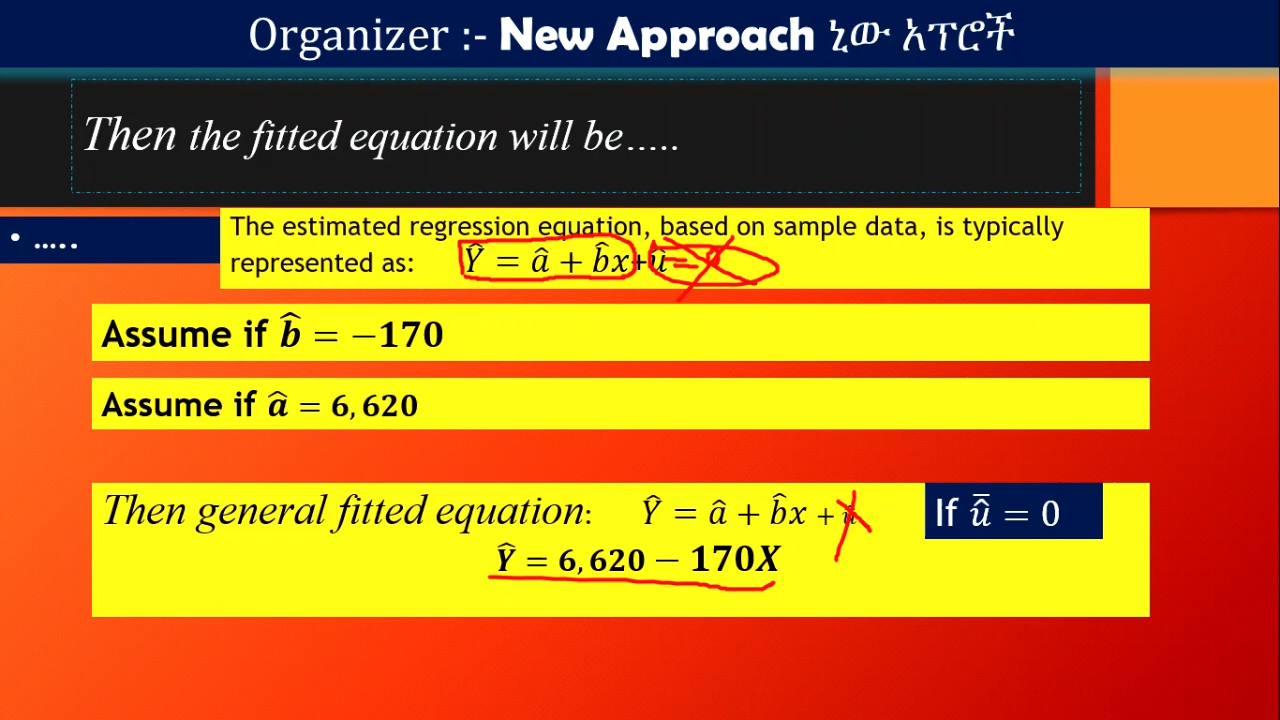 Organizer :- New Approach ኒው አፕሮች
Then the fitted equation will be.....
• .....
The estimated regression equation, based on sample data, is typically
represented as: Ŷ = â + b̂x+û=0
Assume if b̂ = −170
Assume if â = 6,620
Then general fitted equation: Ŷ = â + b̂x + û
If û̄ = 0
Ŷ = 6,620 − 170X